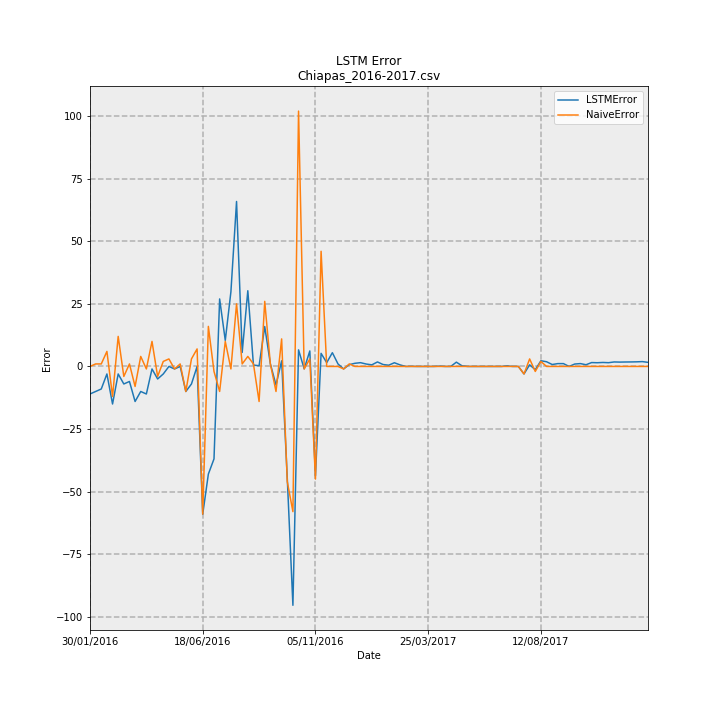 LSTM Error
Chiapas_2016-2017.csv
LSTMError
NaiveError
100
75
50
25
0
−25
−50
−75
−100
Error
30/01/2016
18/06/2016
05/11/2016
25/03/2017
12/08/2017
Date